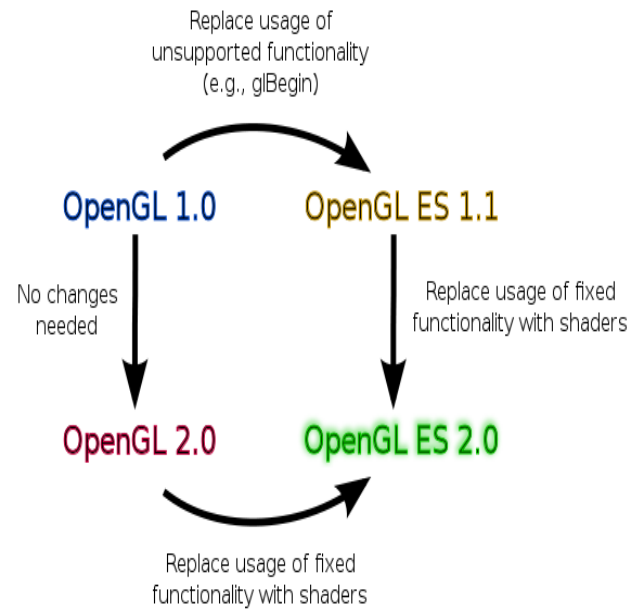 Replace usage of
unsupported functionality
(e.g., glBegin)
OpenGL 1.0
OpenGL ES 1.1
No changes
needed
Replace usage of fixed
functionality with shaders
OpenGL 2.0
OpenGL ES 2.0
Replace usage of fixed
functionality with shaders